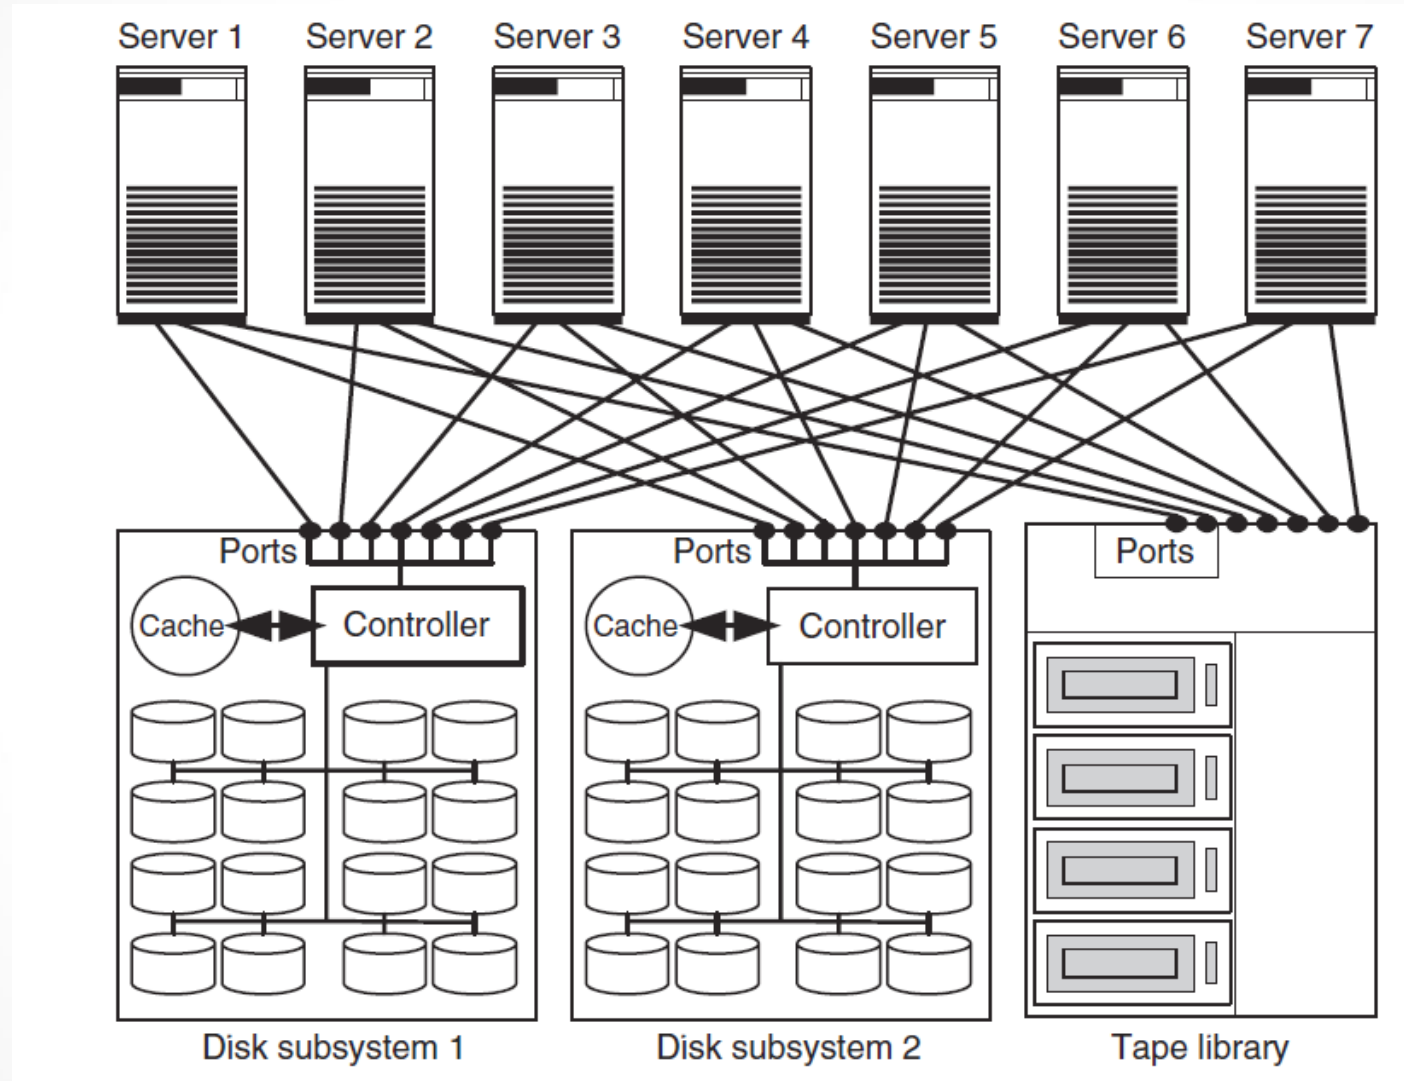 Server 1
Server 2
Server 3
Server 4
Server 5
Server 6
Server 7
Ports
Ports
Ports
Cache
Controller
Cache
Controller
Disk subsystem 1
Disk subsystem 2
Tape library